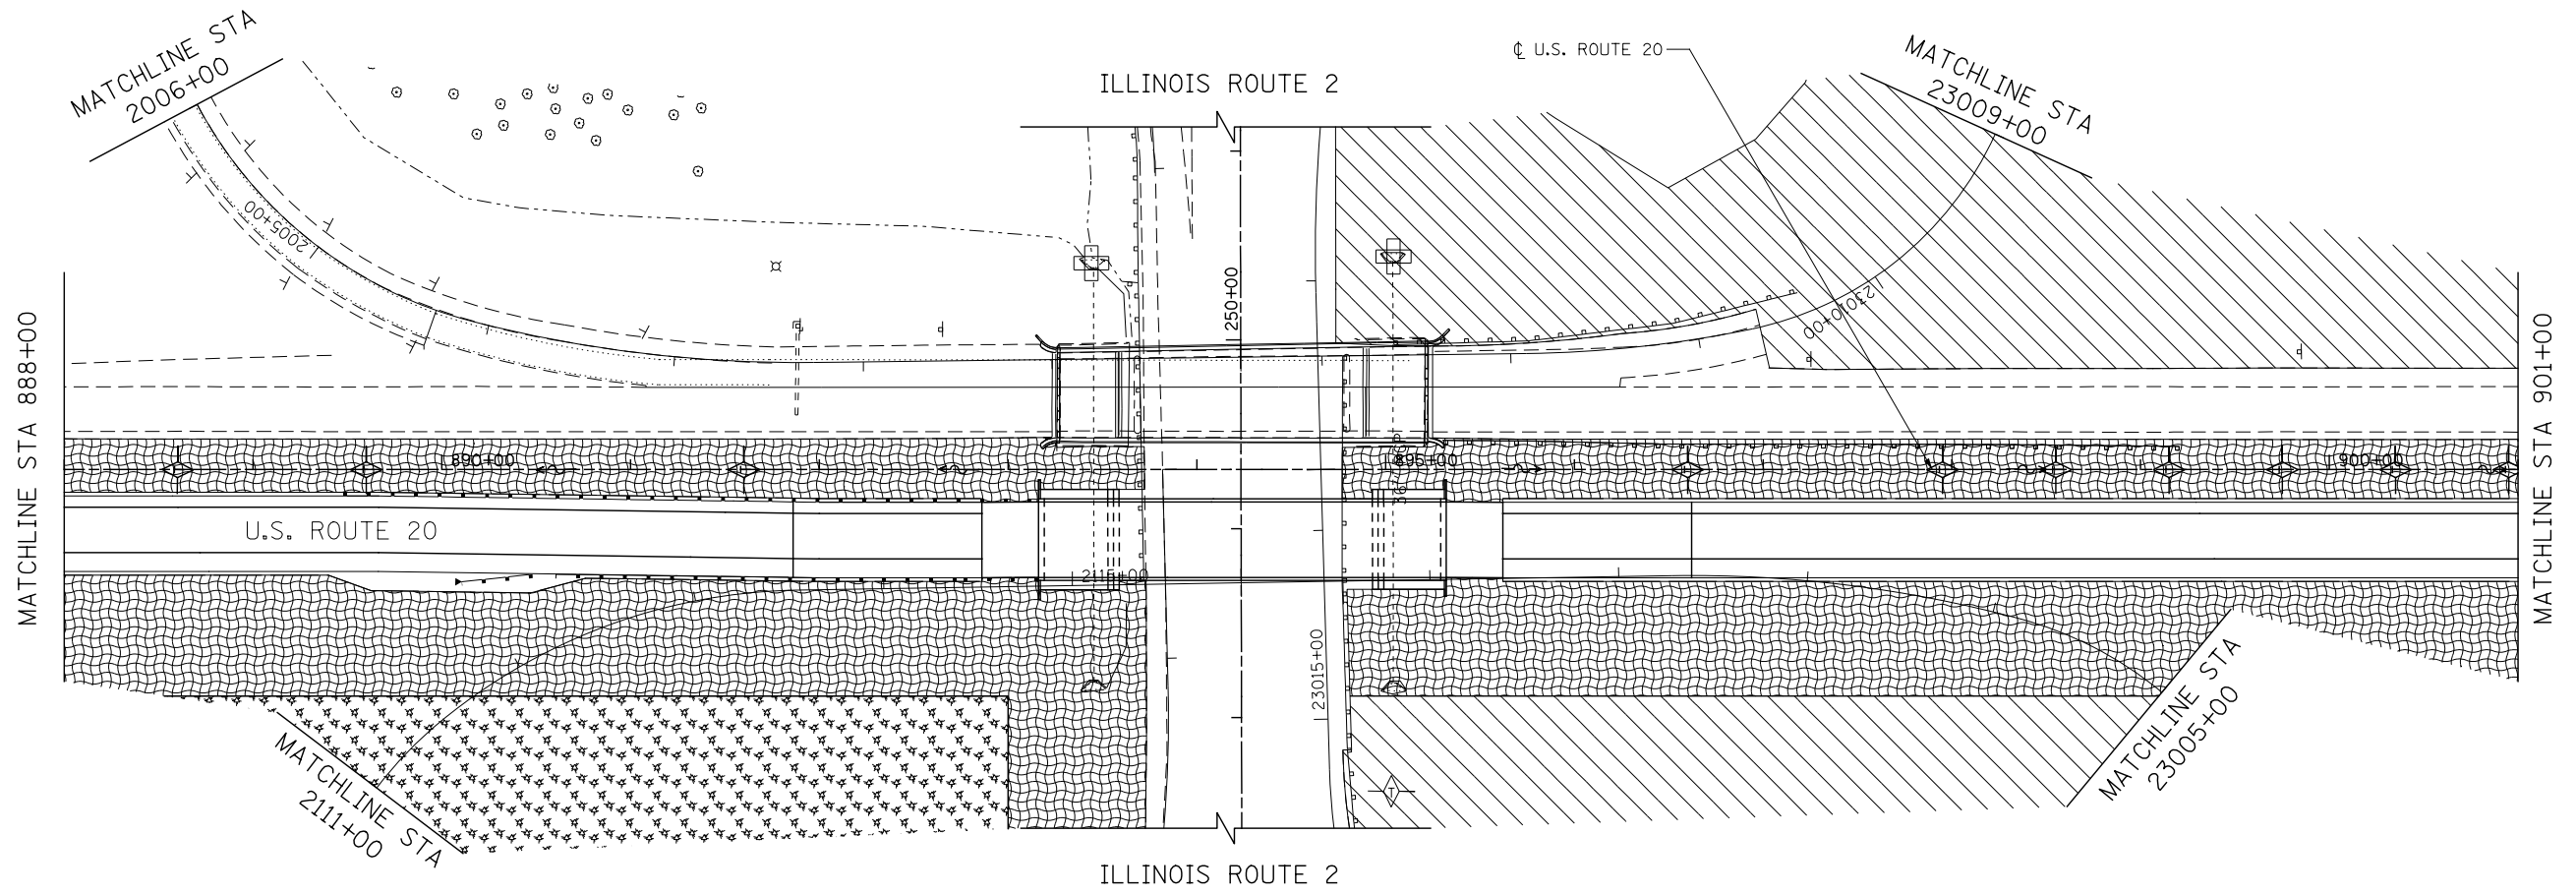 MATCHLINE STA
2006+00
ILLINOIS ROUTE 2
℄ U.S. ROUTE 20
MATCHLINE STA
23009+00
2005+00
250+00
23010+00
MATCHLINE STA 888+00
MATCHLINE STA 901+00
890+00
895+00
900+00
U.S. ROUTE 20
2115+00
23015+00
T
MATCHLINE STA
2111+00
MATCHLINE STA
23005+00
ILLINOIS ROUTE 2